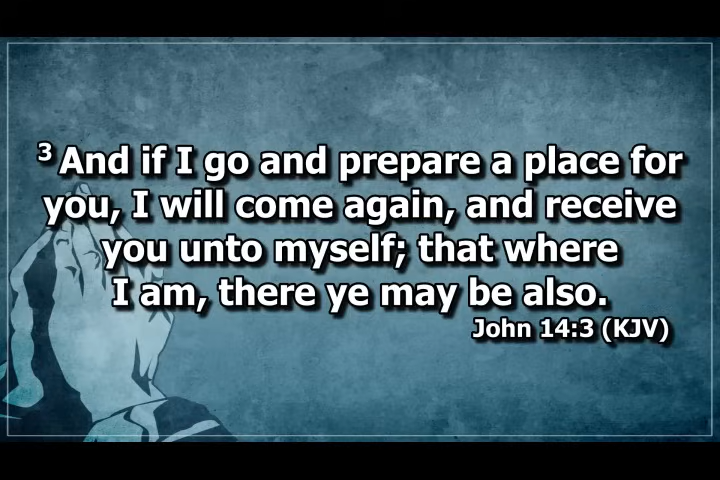 3 And if I go and prepare a place for
you, I will come again, and receive
you unto myself; that where
I am, there ye may be also.
John 14:3 (KJV)